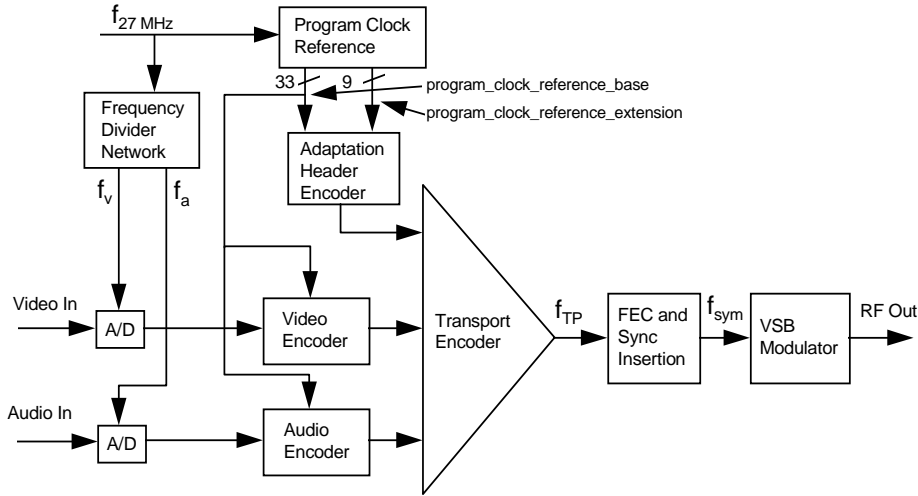 f27 MHz
Program Clock
Reference
33
9
program_clock_reference_base
program_clock_reference_extension
Frequency
Divider
Network
Adaptation
Header
Encoder
fv
fa
Video In
A/D
Video
Encoder
Transport
Encoder
fTP
FEC and
Sync
Insertion
fsym
VSB
Modulator
RF Out
Audio In
A/D
Audio
Encoder